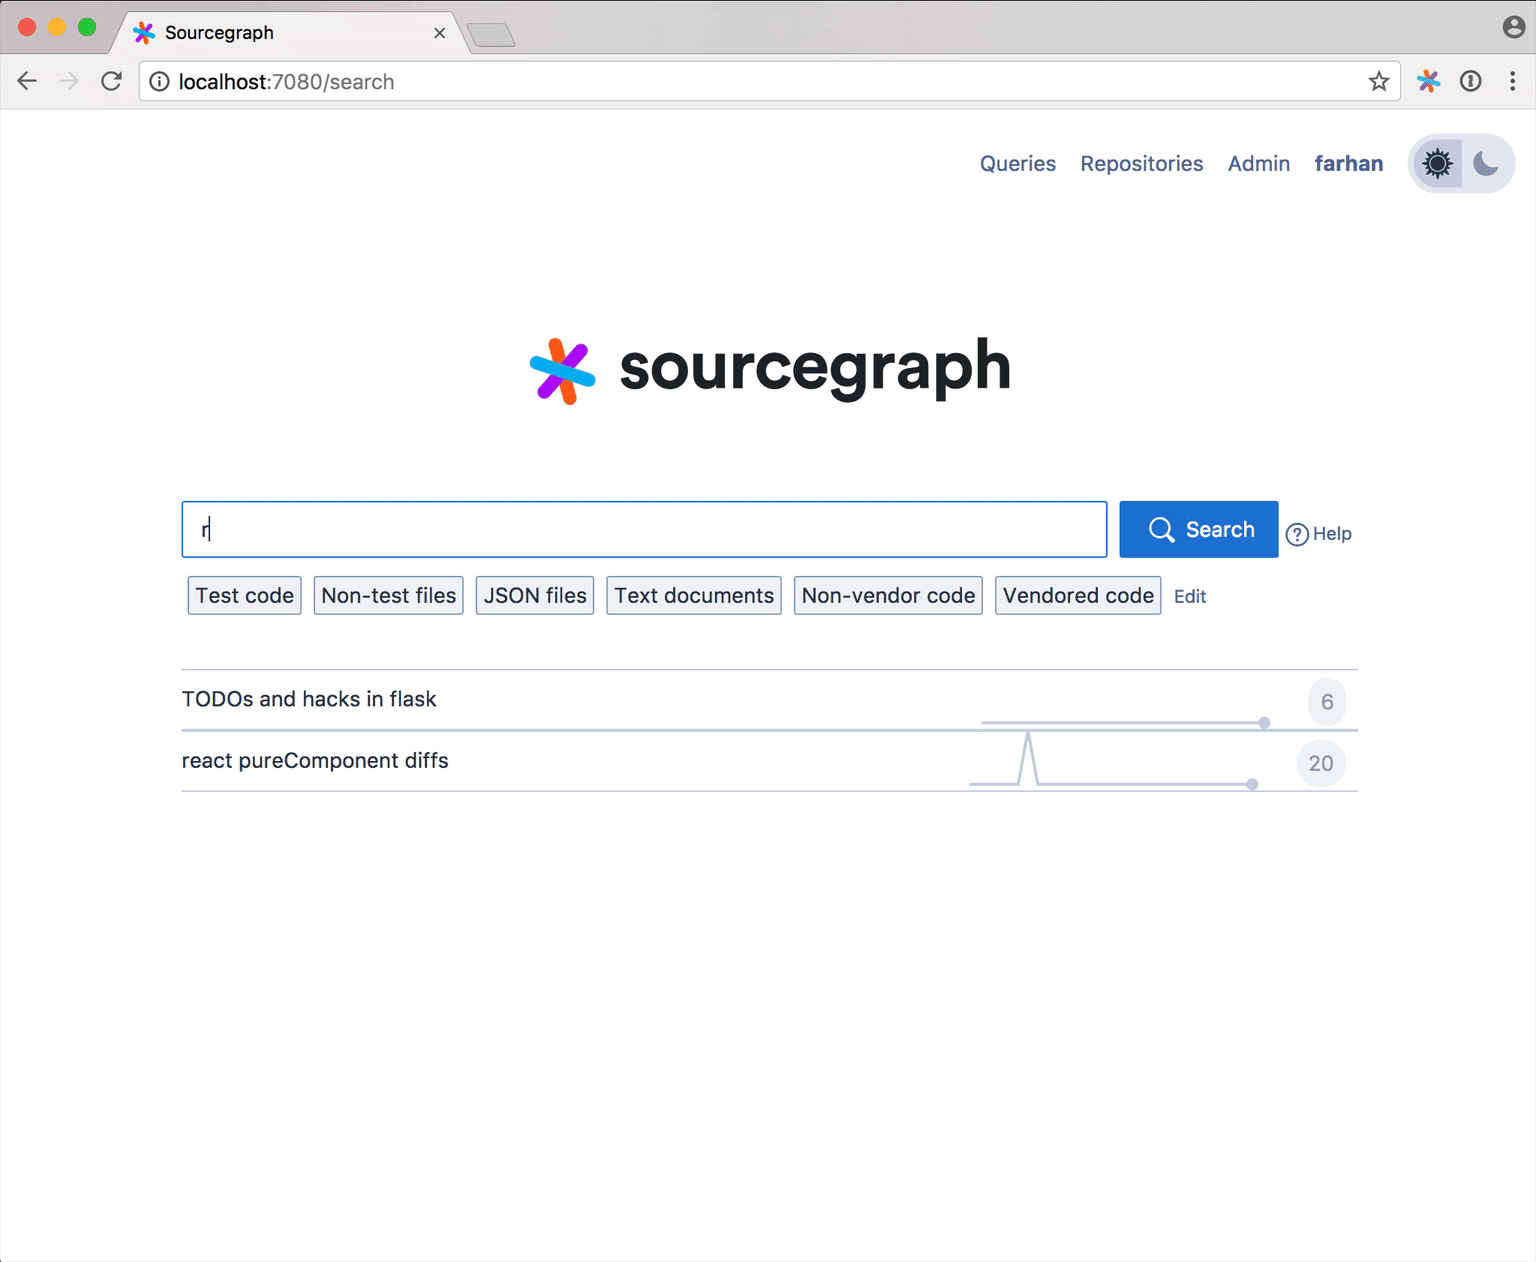 Sourcegraph
localhost:7080/search
Queries Repositories Admin farhan
sourcegraph
r
Search
Help
Test code Non-test files JSON files Text documents Non-vendor code Vendored code Edit
TODOs and hacks in flask 6
react pureComponent diffs 20